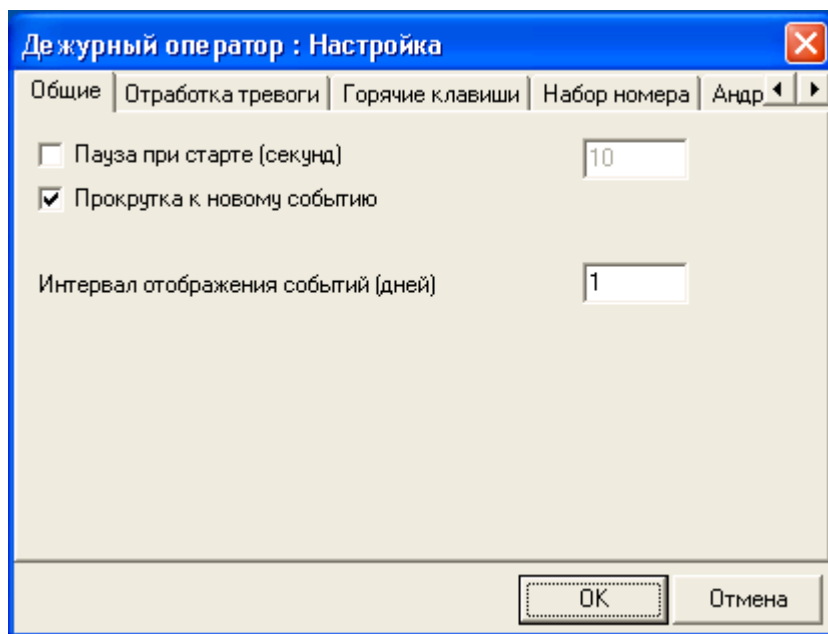 Дежурный оператор : Настройка
Общие Отработка тревоги Горячие клавиши Набор номера Андр
Пауза при старте (секунд) 10
Прокрутка к новому событию
Интервал отображения событий (дней) 1
OK Отмена